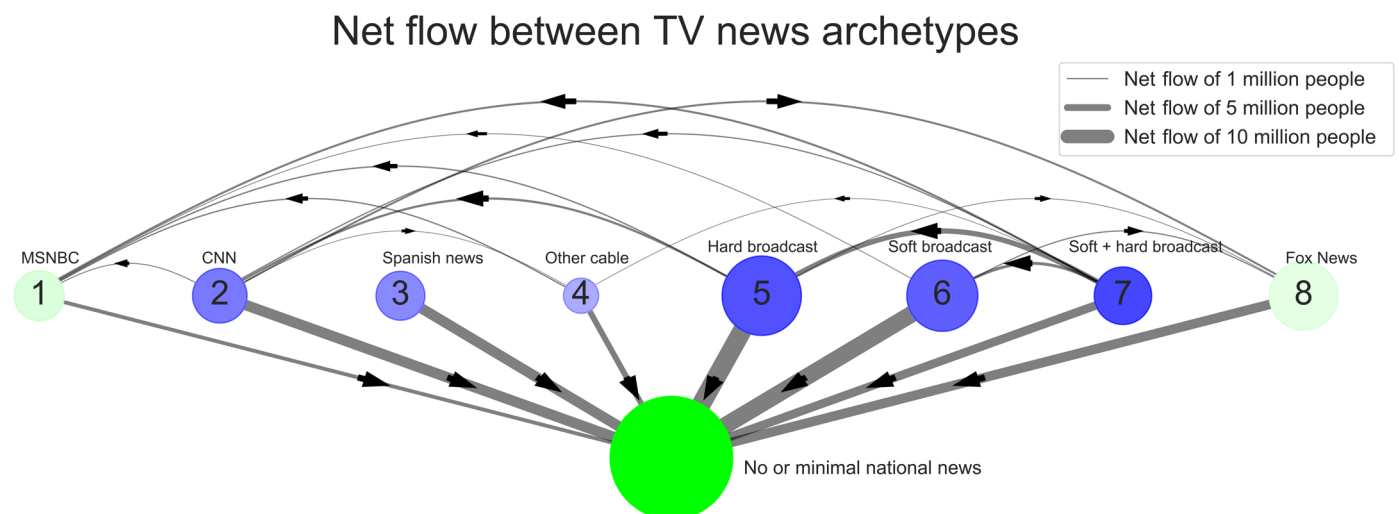 Net flow between TV news archetypes
Net flow of 1 million people
Net flow of 5 million people
Net flow of 10 million people
MSNBC
CNN
Spanish news
Other cable
Hard broadcast
Soft broadcast
Soft + hard broadcast
Fox News
1
2
3
4
5
6
7
8
No or minimal national news